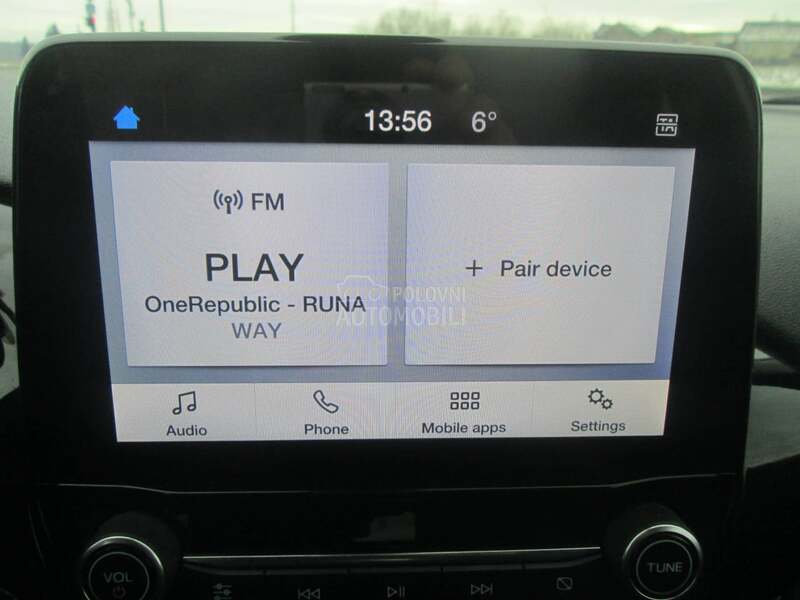 13:56 6°
FM
PLAY
OneRepublic - RUNA
WAY
+ Pair device
POLOVNI
AUTOMOBILI
Audio Phone Mobile apps Settings
VOL
TUNE